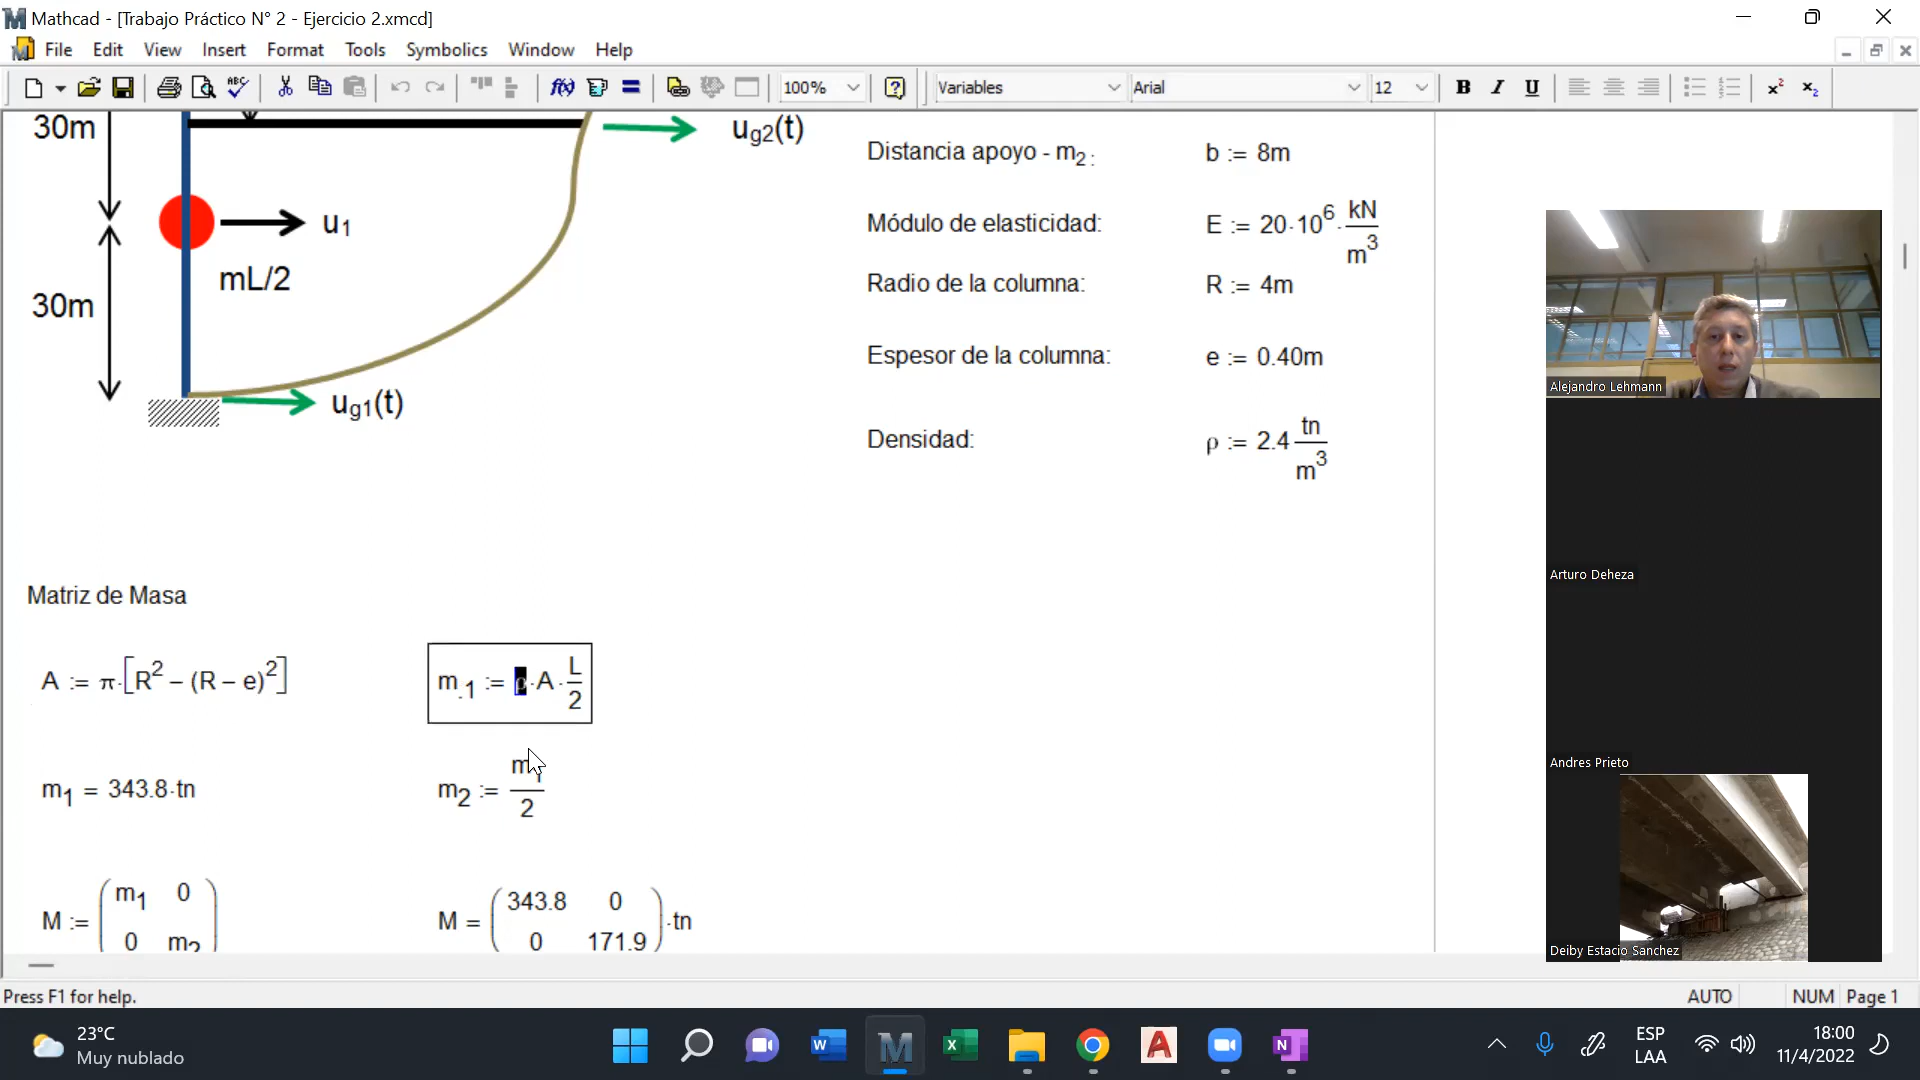 Mathcad - [Trabajo Práctico N° 2 - Ejercicio 2.xmcd]
File Edit View Insert Format Tools Symbolics Window Help
100% Variables Arial 12 B I U
30m
ug2(t)
Distancia apoyo - m2 :
b := 8m
u1
mL/2
Módulo de elasticidad:
E := 20·10^6· kN/m^3
30m
Radio de la columna:
R := 4m
Espesor de la columna:
e := 0.40m
ug1(t)
Densidad:
ρ := 2.4 tn/m^3
Matriz de Masa
A := π·[R^2 – (R – e)^2]
m.1 := ρ·A· L/2
m1 = 343.8·tn
m2 := m1/2
M := ( m1 0
0 m2 )
M = ( 343.8 0
0 171.9 ) ·tn
Alejandro Lehmann
Arturo Deheza
Andres Prieto
Deiby Estacio Sanchez
Press F1 for help.
AUTO NUM Page 1
23°C
Muy nublado
ESP
LAA
18:00
11/4/2022